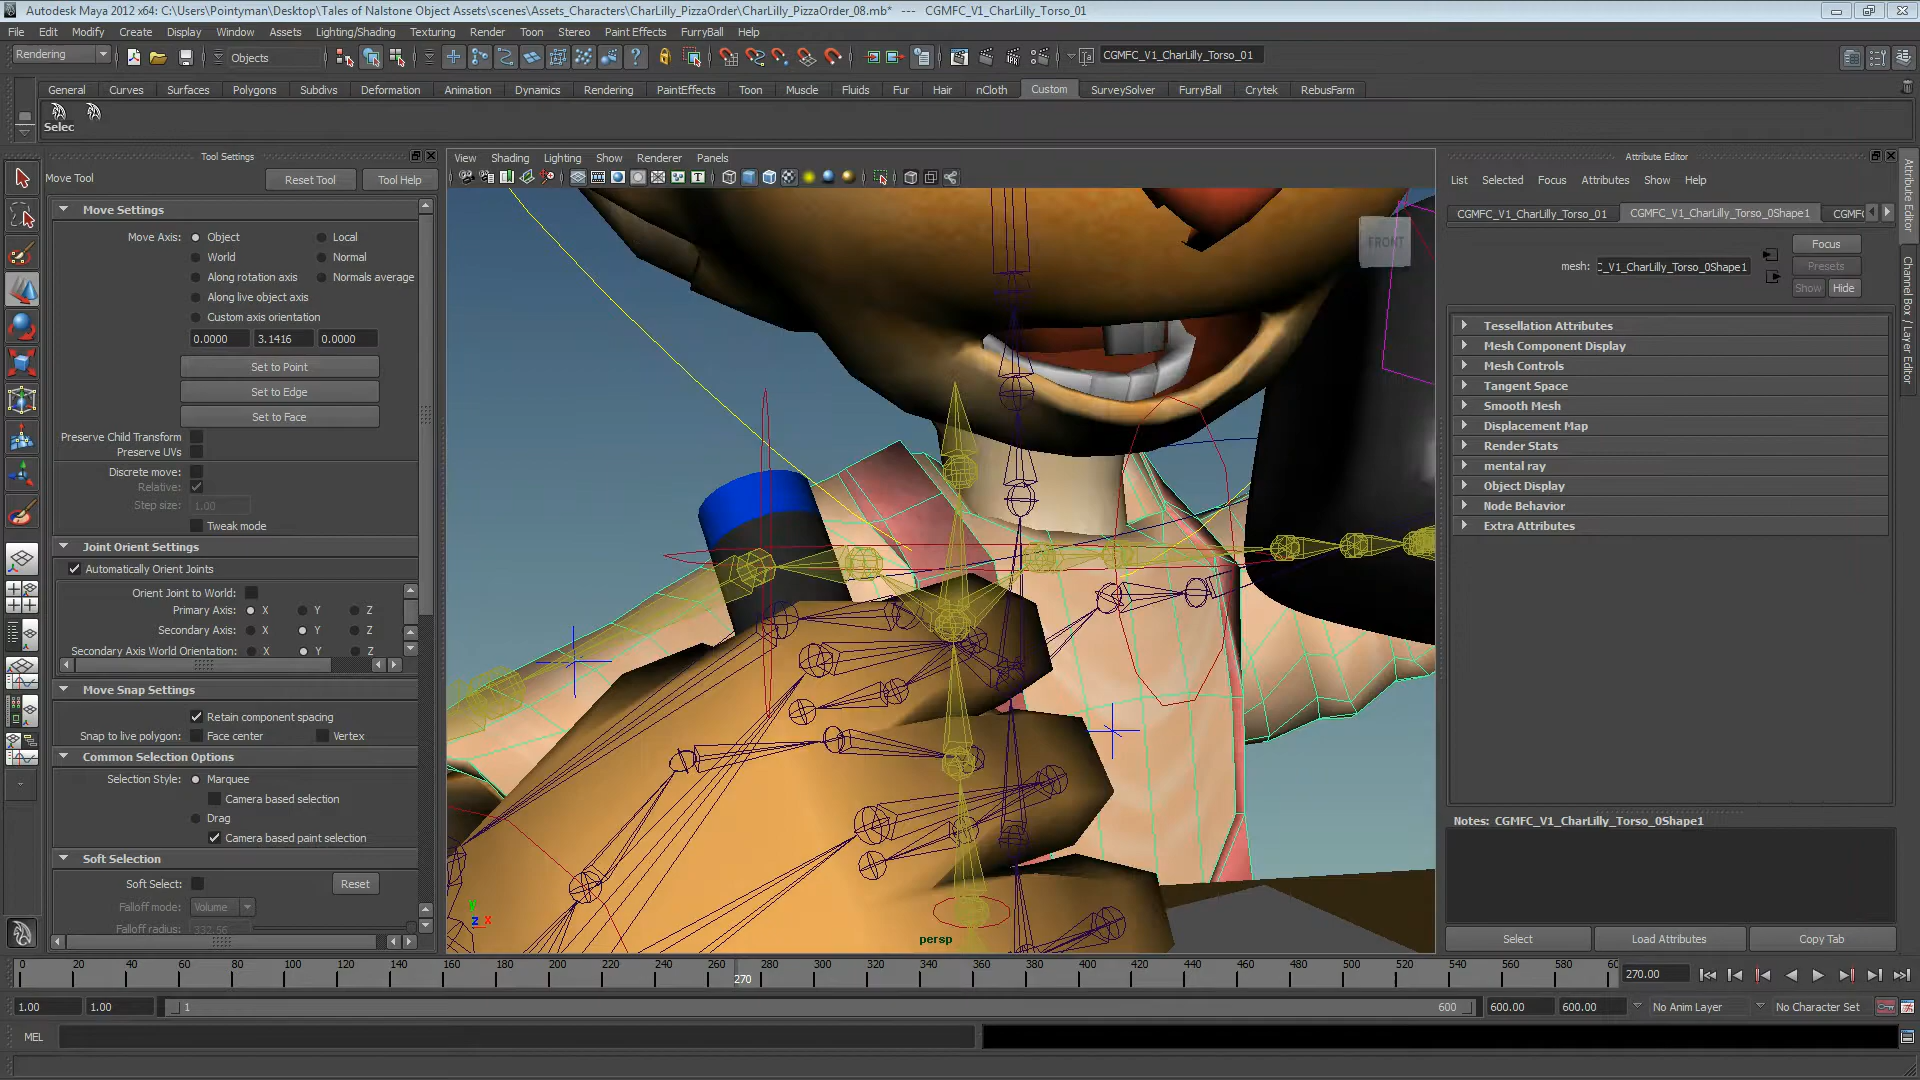 Autodesk Maya 2012 x64: C:\Users\Pointyman\Desktop\Tales of Nalstone Object Assets\scenes\Assets_Characters\CharLilly_PizzaOrder\CharLilly_PizzaOrder_08.mb* --- CGMFC_V1_CharLilly_Torso_01
File Edit Modify Create Display Window Assets Lighting/Shading Texturing Render Toon Stereo Paint Effects FurryBall Help
Rendering Objects CGMFC_V1_CharLilly_Torso_01
General Curves Surfaces Polygons Subdivs Deformation Animation Dynamics Rendering PaintEffects Toon Muscle Fluids Fur Hair nCloth Custom SurveySolver FurryBall Crytek RebusFarm
Selec
Tool Settings
Move Tool Reset Tool Tool Help
Move Settings
Move Axis: Object Local
World Normal
Along rotation axis Normals average
Along live object axis
Custom axis orientation
0.0000 3.1416 0.0000
Set to Point
Set to Edge
Set to Face
Preserve Child Transform
Preserve UVs
Discrete move:
Relative:
Step size: 1.00
Tweak mode
Joint Orient Settings
Automatically Orient Joints
Orient Joint to World:
Primary Axis: X Y Z
Secondary Axis: X Y Z
Secondary Axis World Orientation: X Y Z
Move Snap Settings
Retain component spacing
Snap to live polygon: Face center Vertex
Common Selection Options
Selection Style: Marquee
Camera based selection
Drag
Camera based paint selection
Soft Selection
Soft Select: Reset
Falloff mode: Volume
Falloff radius: 332.56
View Shading Lighting Show Renderer Panels
FRONT
y
z x
persp
Attribute Editor
List Selected Focus Attributes Show Help
CGMFC_V1_CharLilly_Torso_01 CGMFC_V1_CharLilly_Torso_0Shape1 CGMF(
Focus
mesh: C_V1_CharLilly_Torso_0Shape1 Presets
Show Hide
Tessellation Attributes
Mesh Component Display
Mesh Controls
Tangent Space
Smooth Mesh
Displacement Map
Render Stats
mental ray
Object Display
Node Behavior
Extra Attributes
Notes: CGMFC_V1_CharLilly_Torso_0Shape1
Select Load Attributes Copy Tab
Attribute Editor
Channel Box / Layer Editor
0 20 40 60 80 100 120 140 160 180 200 220 240 260 280 300 320 340 360 380 400 420 440 460 480 500 520 540 560 580 60
270
270.00
1.00 1.00 1 600 600.00 600.00 No Anim Layer No Character Set
MEL